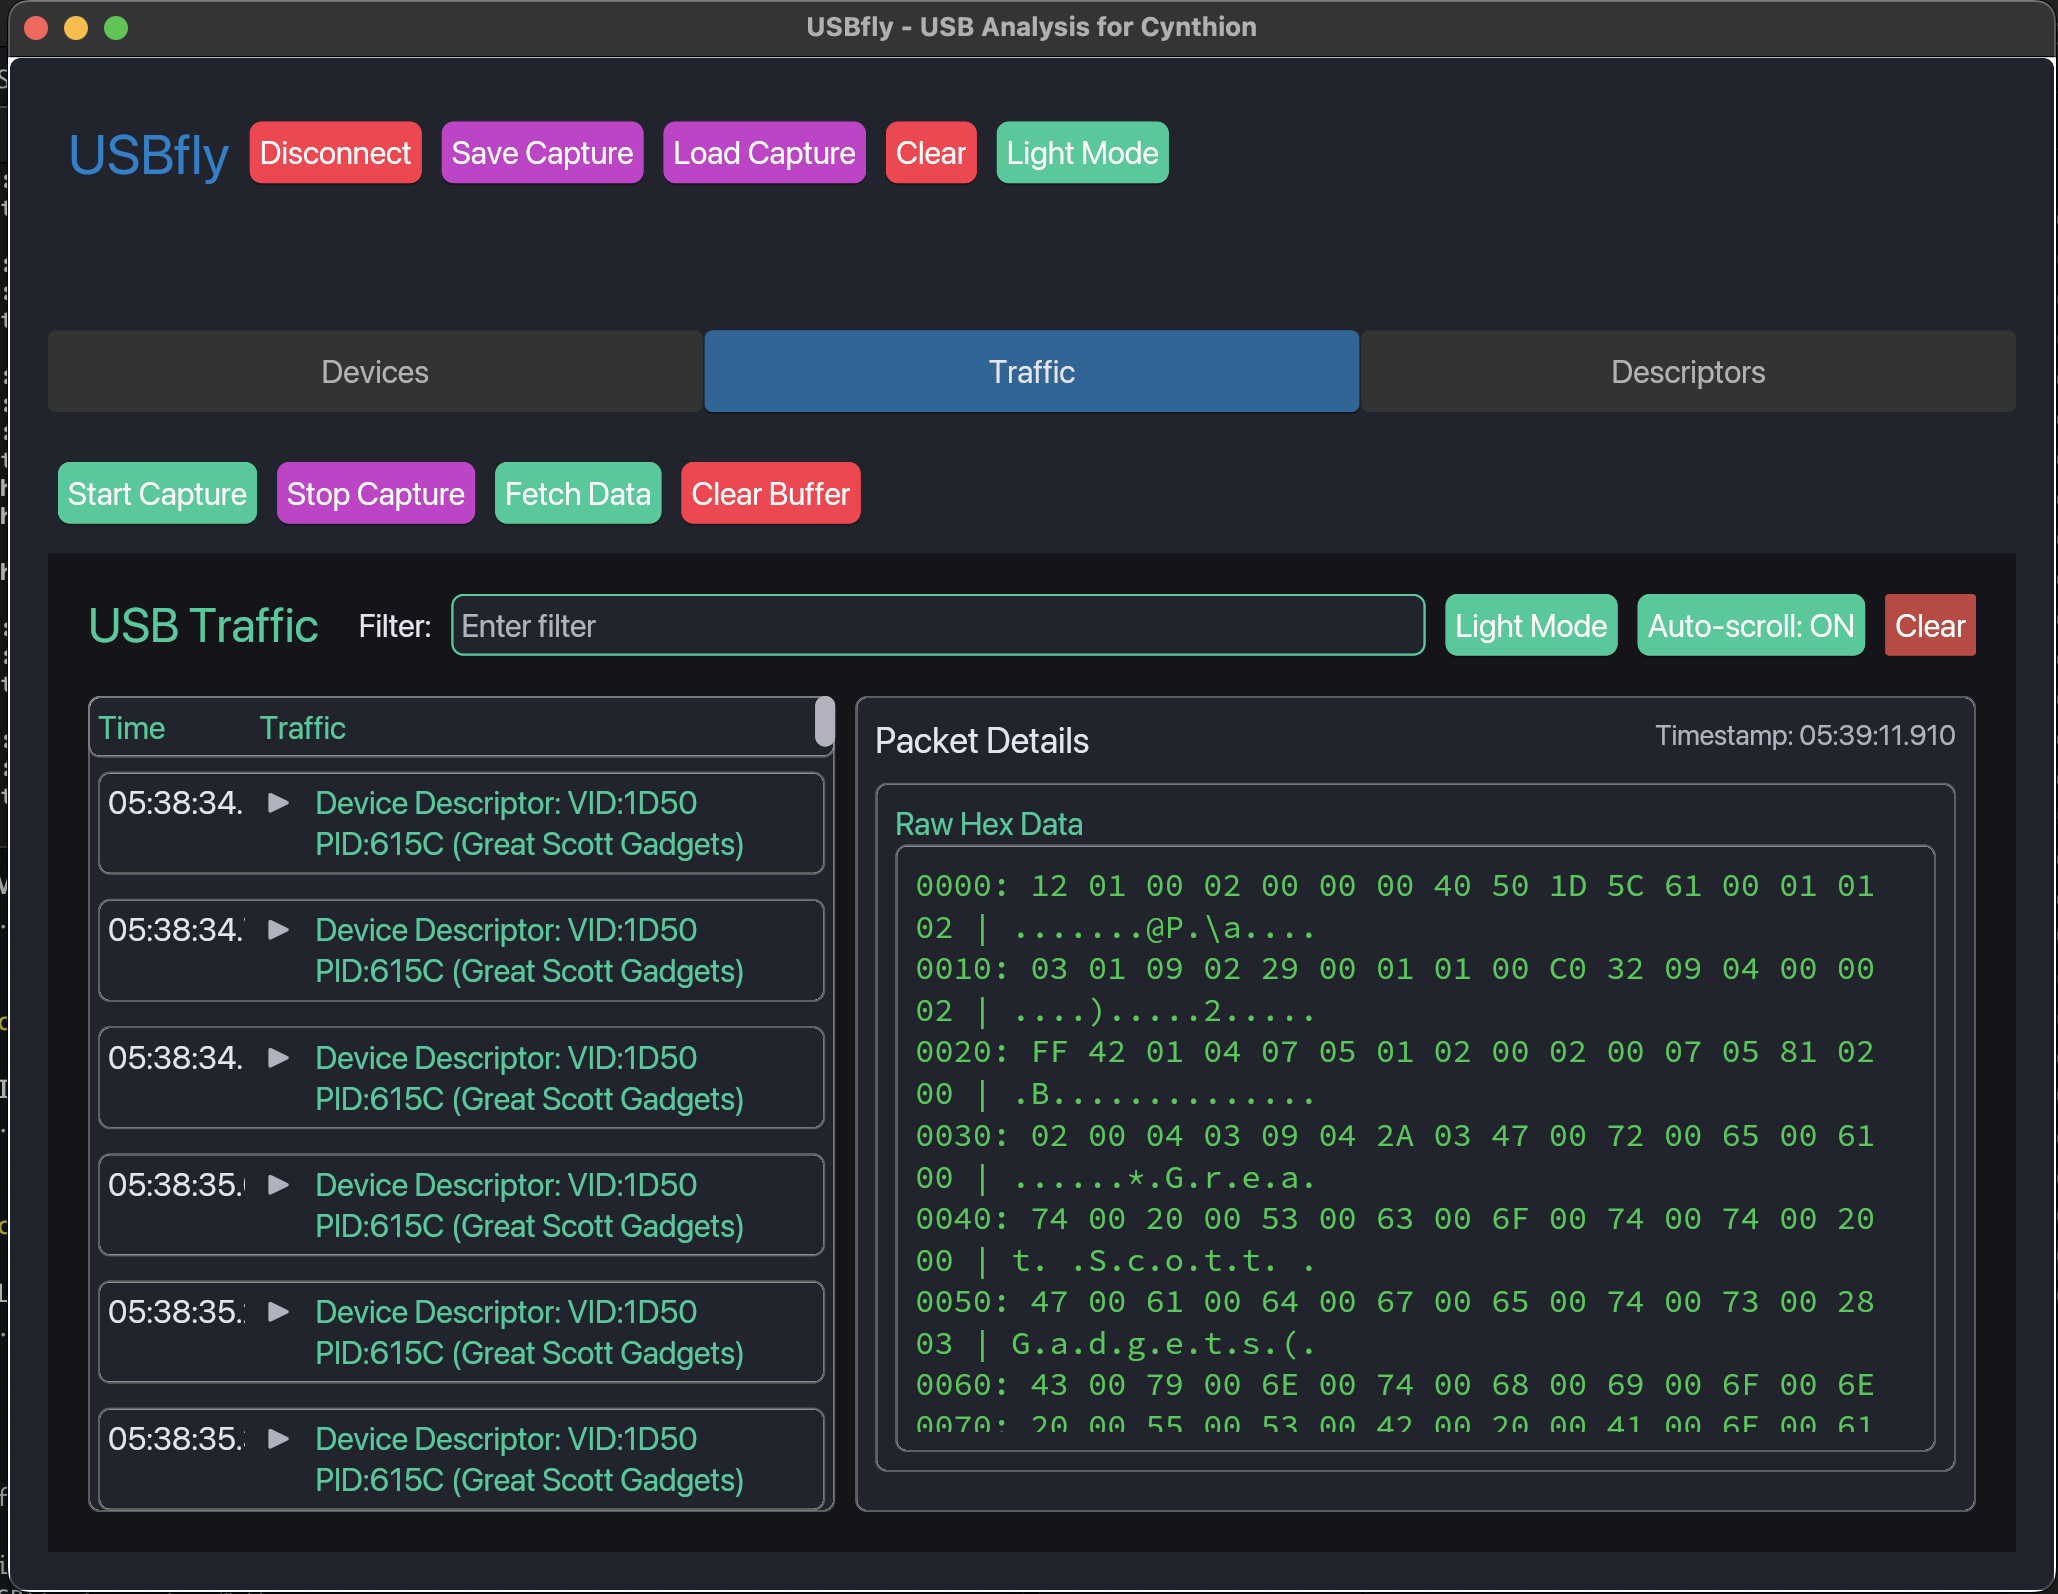 USBfly - USB Analysis for Cynthion
USBfly Disconnect Save Capture Load Capture Clear Light Mode
Devices Traffic Descriptors
Start Capture Stop Capture Fetch Data Clear Buffer
USB Traffic Filter: Enter filter Light Mode Auto-scroll: ON Clear
Time Traffic
05:38:34. ▶ Device Descriptor: VID:1D50
PID:615C (Great Scott Gadgets)
05:38:34. ▶ Device Descriptor: VID:1D50
PID:615C (Great Scott Gadgets)
05:38:34. ▶ Device Descriptor: VID:1D50
PID:615C (Great Scott Gadgets)
05:38:35. ▶ Device Descriptor: VID:1D50
PID:615C (Great Scott Gadgets)
05:38:35. ▶ Device Descriptor: VID:1D50
PID:615C (Great Scott Gadgets)
05:38:35. ▶ Device Descriptor: VID:1D50
PID:615C (Great Scott Gadgets)
Packet Details Timestamp: 05:39:11.910
Raw Hex Data
0000: 12 01 00 02 00 00 00 40 50 1D 5C 61 00 01 01
02 | .......@P.\a....
0010: 03 01 09 02 29 00 01 01 00 C0 32 09 04 00 00
02 | ....).....2.....
0020: FF 42 01 04 07 05 01 02 00 02 00 07 05 81 02
00 | .B..............
0030: 02 00 04 03 09 04 2A 03 47 00 72 00 65 00 61
00 | ......*.G.r.e.a.
0040: 74 00 20 00 53 00 63 00 6F 00 74 00 74 00 20
00 | t. .S.c.o.t.t. .
0050: 47 00 61 00 64 00 67 00 65 00 74 00 73 00 28
03 | G.a.d.g.e.t.s.(.
0060: 43 00 79 00 6E 00 74 00 68 00 69 00 6F 00 6E
0070: 20 00 55 00 53 00 42 00 20 00 41 00 6E 00 61